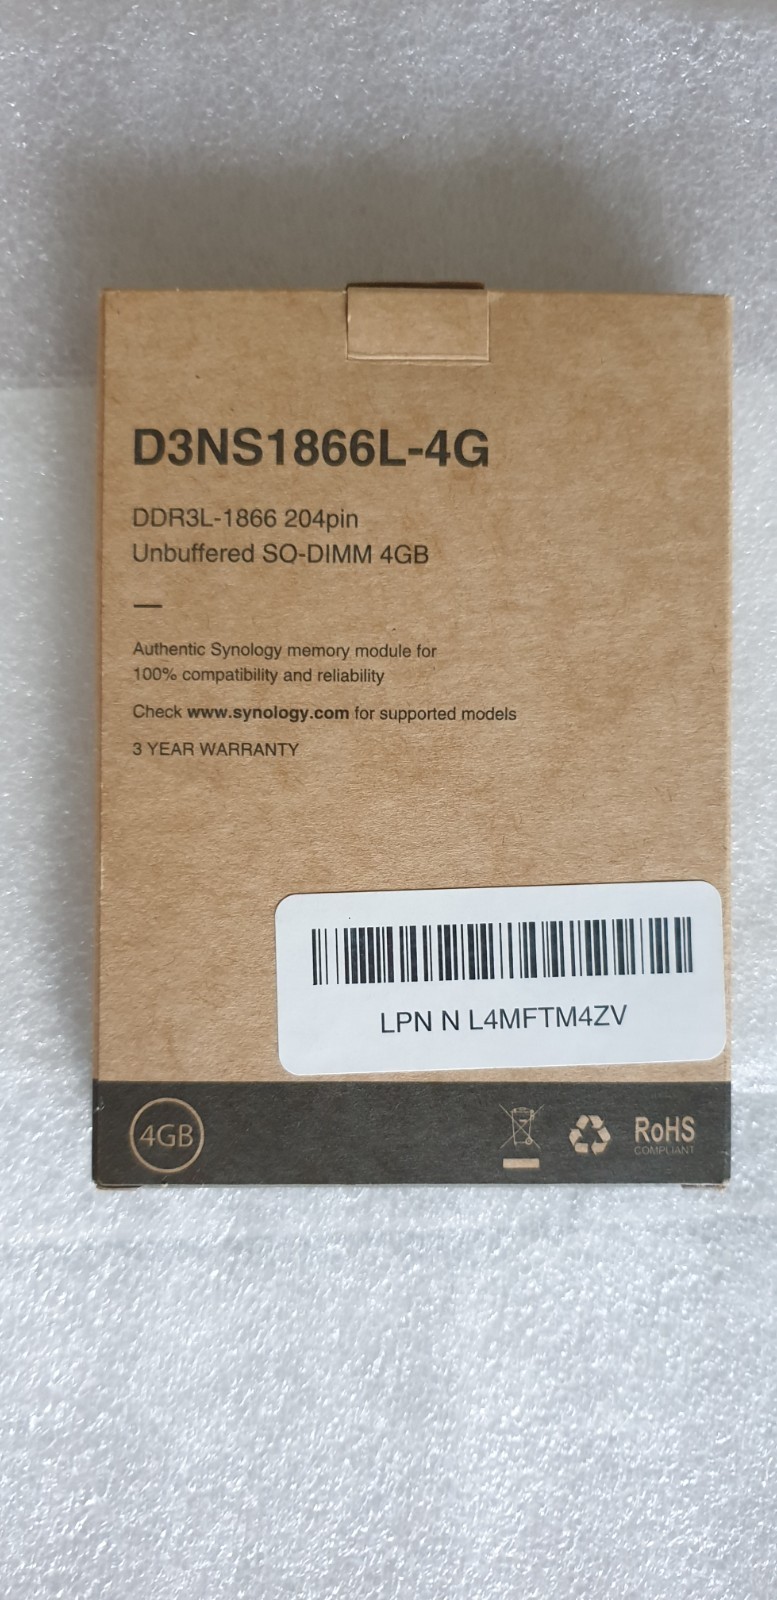 D3NS1866L-4G
DDR3L-1866 204pin
Unbuffered SO-DIMM 4GB
Authentic Synology memory module for
100% compatibility and reliability
Check www.synology.com for supported models
3 YEAR WARRANTY
LPN N L4MFTM4ZV
4GB
RoHS
COMPLIANT